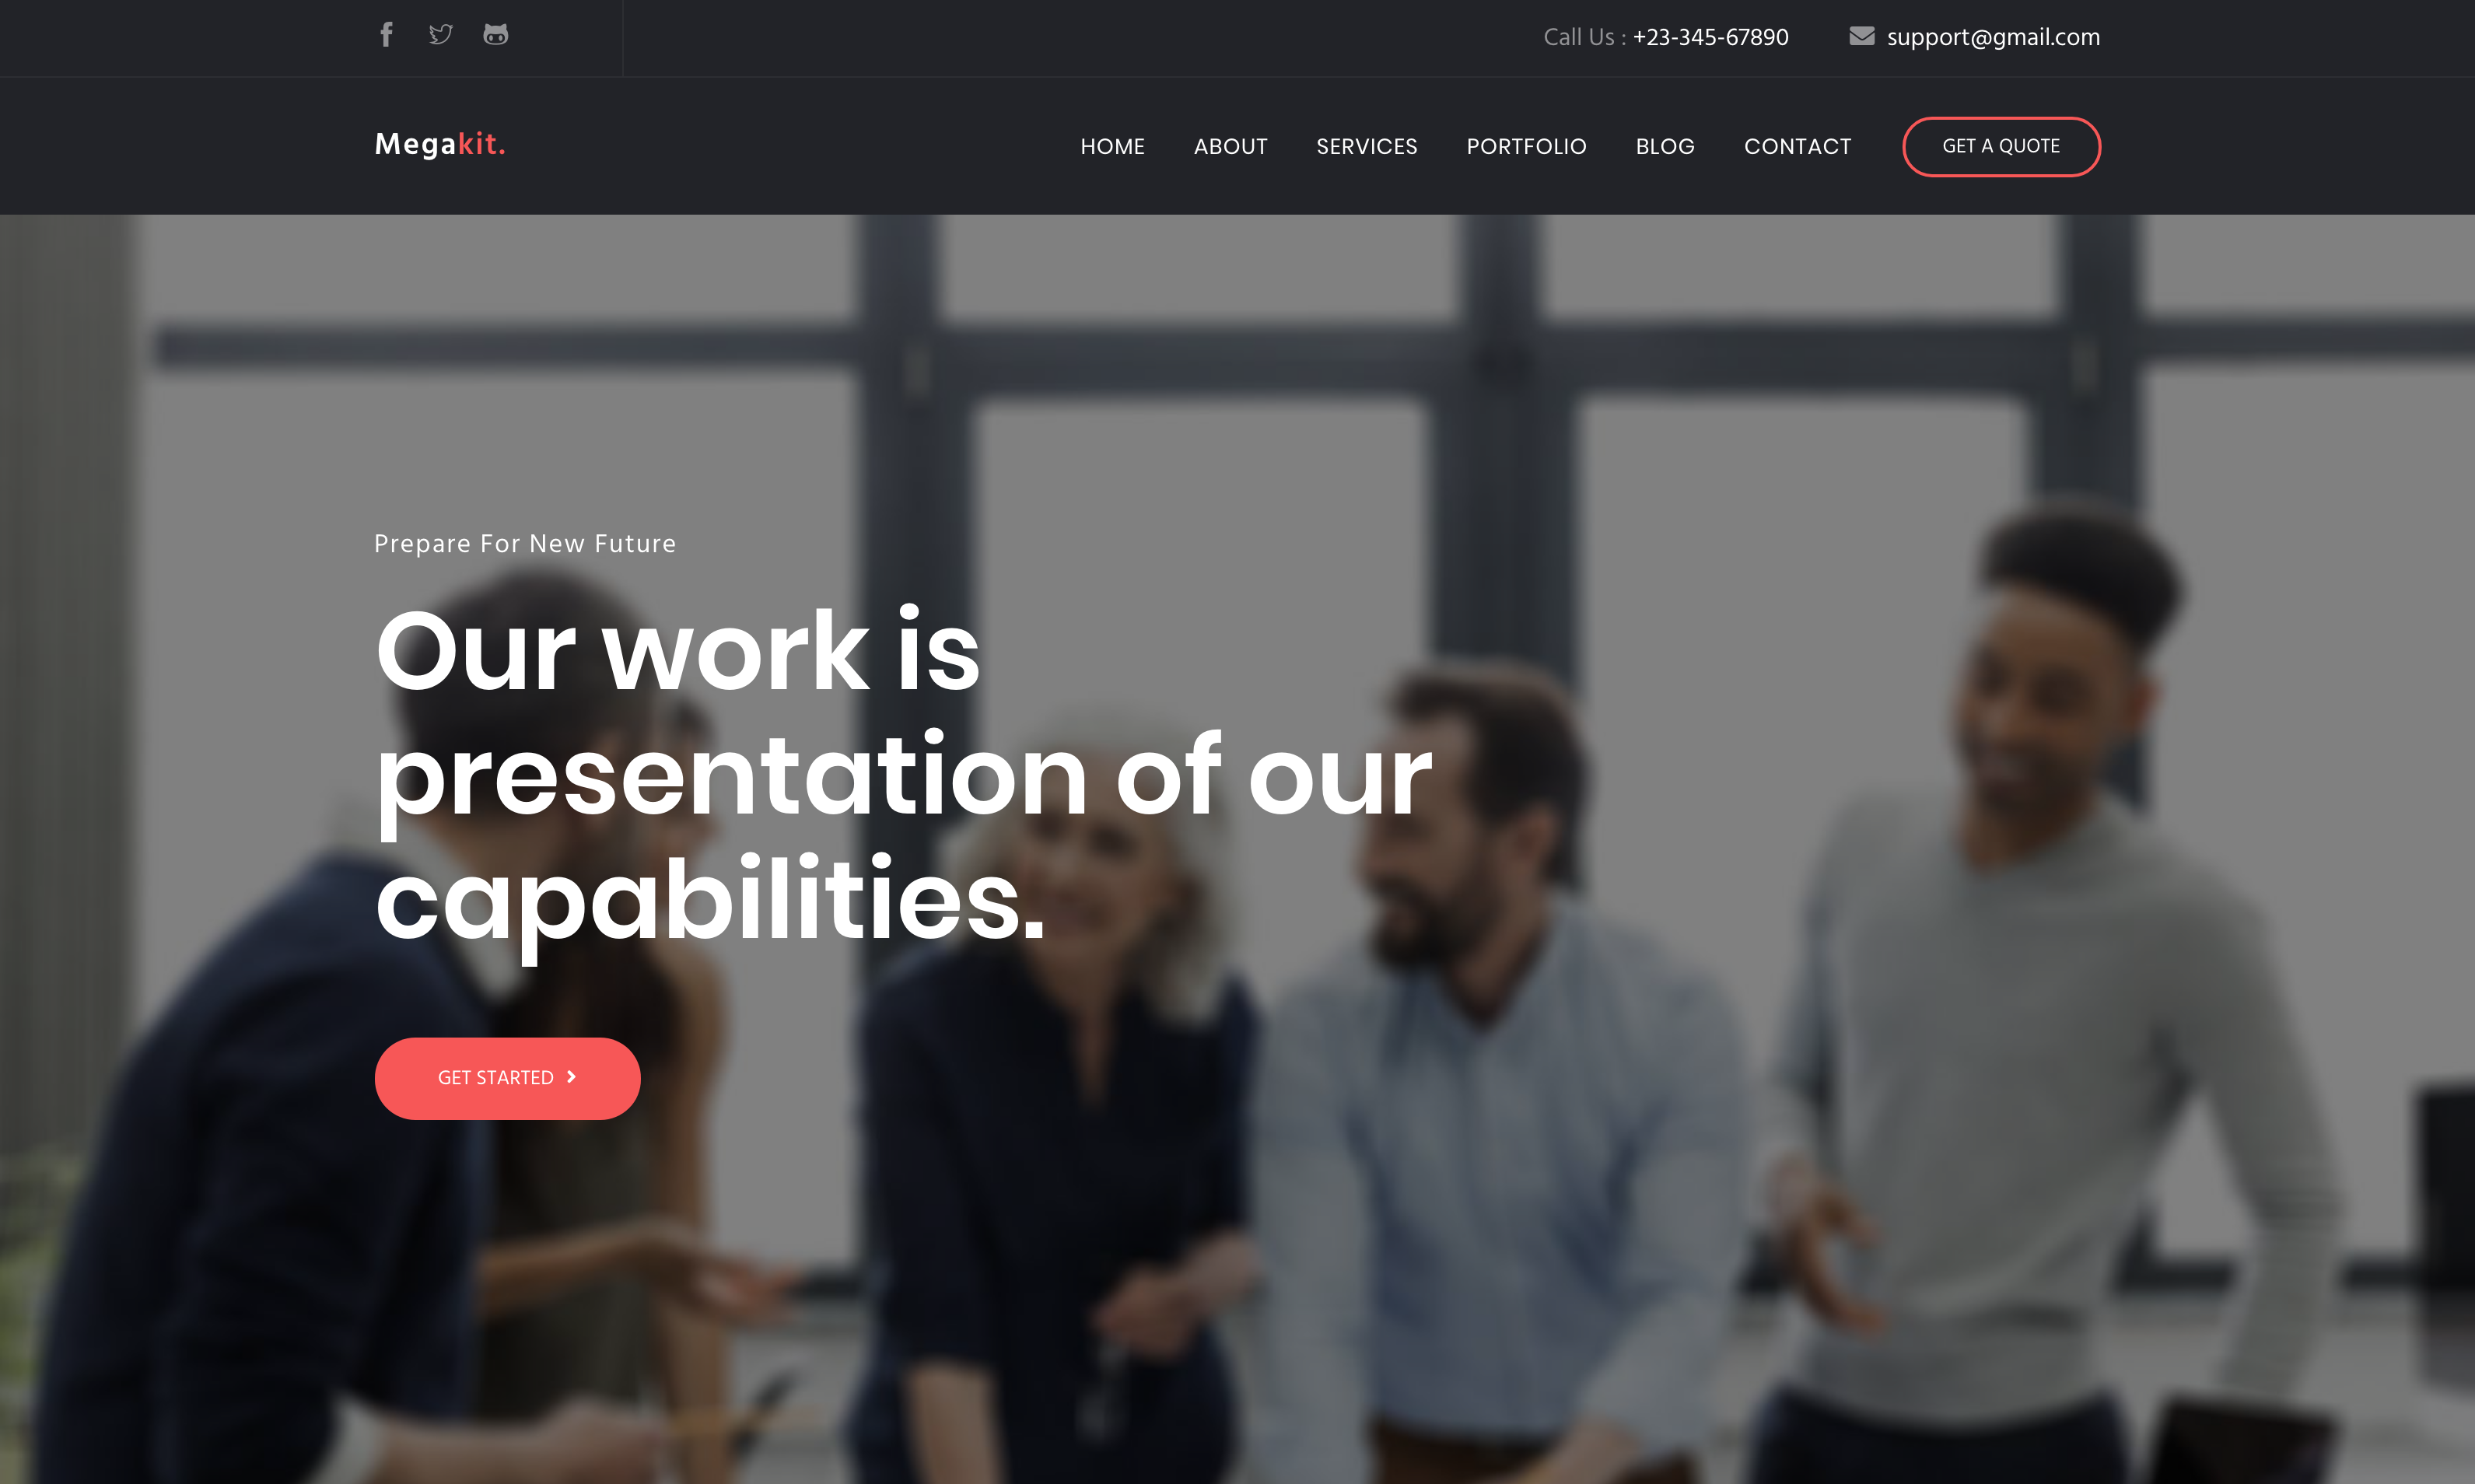 Call Us : +23-345-67890
support@gmail.com
Megakit.
HOME ABOUT SERVICES PORTFOLIO BLOG CONTACT GET A QUOTE
Prepare For New Future
Our work is
presentation of our
capabilities.
GET STARTED